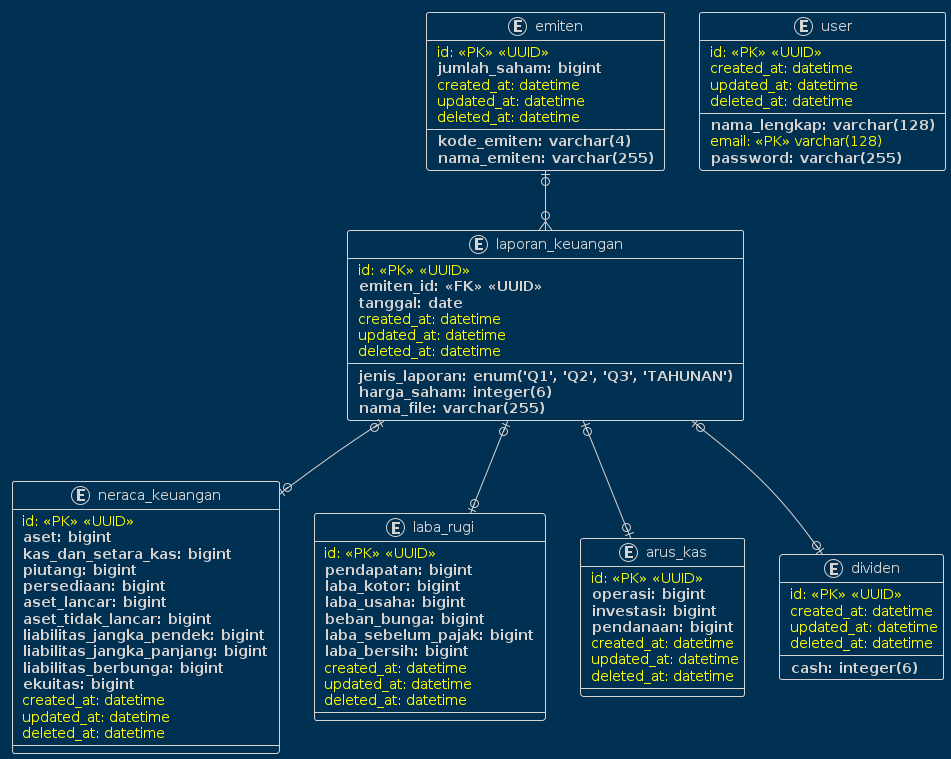 E emiten
id: «PK» «UUID»
jumlah_saham: bigint
created_at: datetime
updated_at: datetime
deleted_at: datetime
kode_emiten: varchar(4)
nama_emiten: varchar(255)
E user
id: «PK» «UUID»
created_at: datetime
updated_at: datetime
deleted_at: datetime
nama_lengkap: varchar(128)
email: «PK» varchar(128)
password: varchar(255)
E laporan_keuangan
id: «PK» «UUID»
emiten_id: «FK» «UUID»
tanggal: date
created_at: datetime
updated_at: datetime
deleted_at: datetime
jenis_laporan: enum('Q1', 'Q2', 'Q3', 'TAHUNAN')
harga_saham: integer(6)
nama_file: varchar(255)
E neraca_keuangan
id: «PK» «UUID»
aset: bigint
kas_dan_setara_kas: bigint
piutang: bigint
persediaan: bigint
aset_lancar: bigint
aset_tidak_lancar: bigint
liabilitas_jangka_pendek: bigint
liabilitas_jangka_panjang: bigint
liabilitas_berbunga: bigint
ekuitas: bigint
created_at: datetime
updated_at: datetime
deleted_at: datetime
E laba_rugi
id: «PK» «UUID»
pendapatan: bigint
laba_kotor: bigint
laba_usaha: bigint
beban_bunga: bigint
laba_sebelum_pajak: bigint
laba_bersih: bigint
created_at: datetime
updated_at: datetime
deleted_at: datetime
E arus_kas
id: «PK» «UUID»
operasi: bigint
investasi: bigint
pendanaan: bigint
created_at: datetime
updated_at: datetime
deleted_at: datetime
E dividen
id: «PK» «UUID»
created_at: datetime
updated_at: datetime
deleted_at: datetime
cash: integer(6)